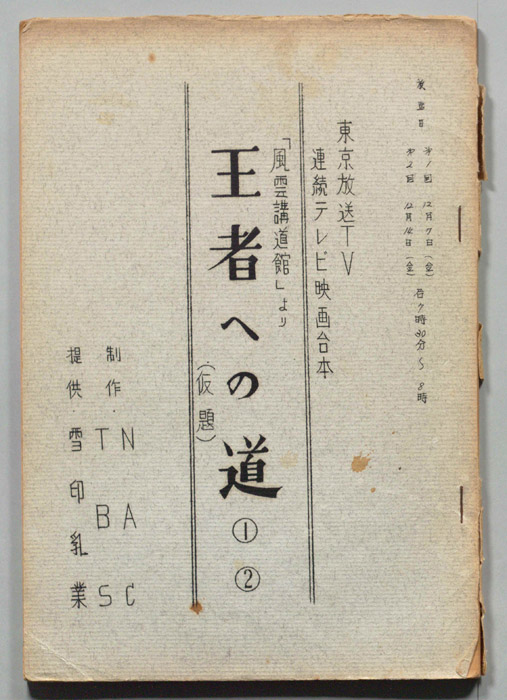 放送日 第1回 12月7日(金) 后7時30分〜8時
第2回 12月14日(金)
東京放送TV
連続テレビ映画台本
「風雲講道館」より
王者への道①②
(仮題)
制作・NAC
TBS
提供・雪印乳業